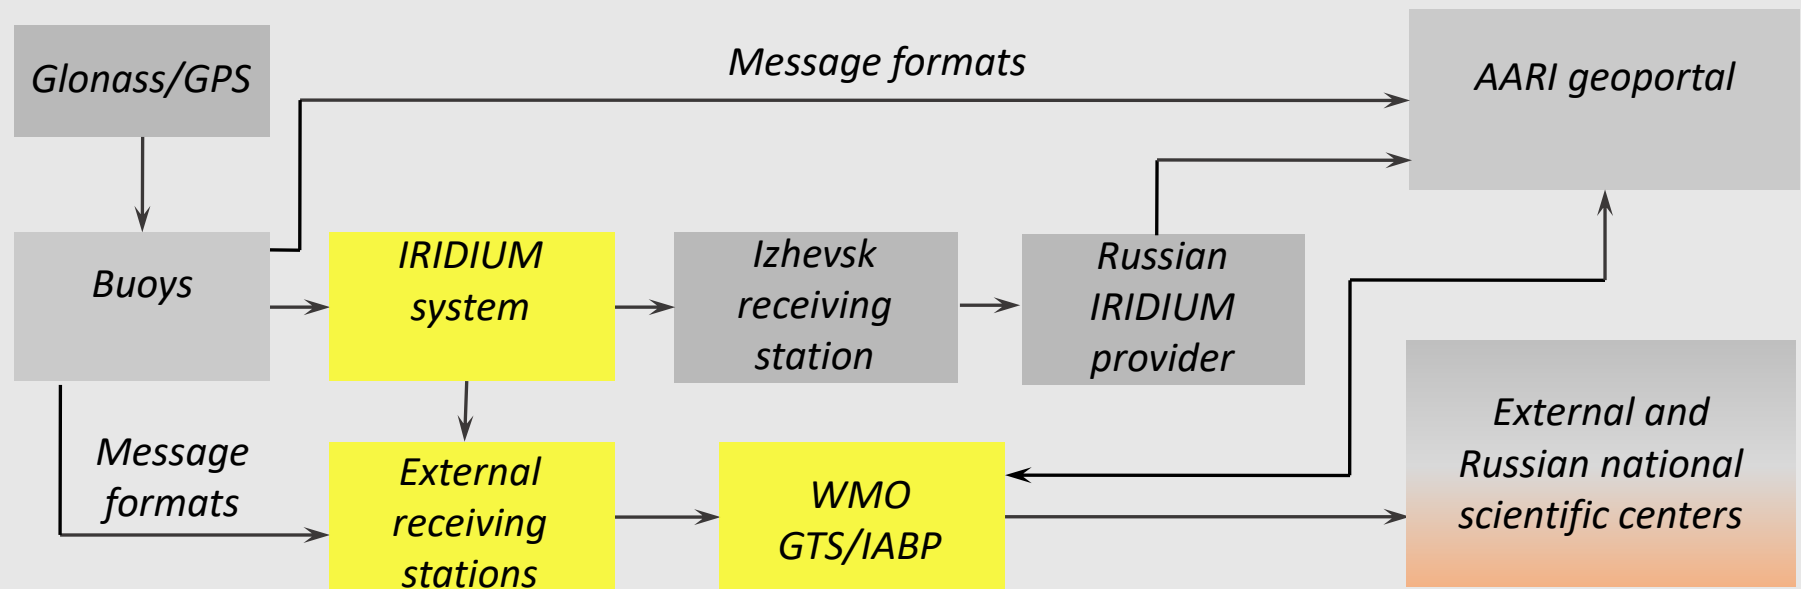 Glonass/GPS
Message formats
AARI geoportal
Buoys
IRIDIUM
system
Izhevsk
receiving
station
Russian
IRIDIUM
provider
Message
formats
External
receiving
stations
WMO
GTS/IABP
External and
Russian national
scientific centers